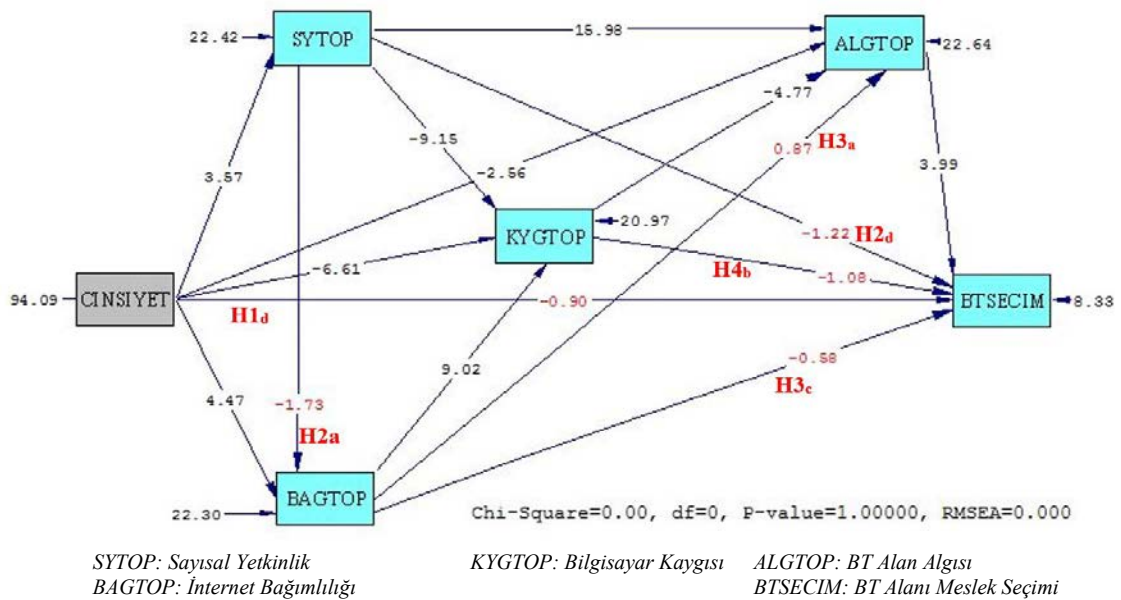 22.42
SYTOP
15.98
ALGTOP
22.64
-4.77
-9.15
0.87
H3a
3.57
-2.56
3.99
KYGTOP
20.97
-1.22
H2d
-6.61
H4b
-1.08
94.09
CINSIYET
H1d
-0.90
BTSECIM
8.33
9.02
-0.58
H3c
4.47
-1.73
H2a
BAGTOP
22.30
Chi-Square=0.00, df=0, P-value=1.00000, RMSEA=0.000
SYTOP: Sayısal Yetkinlik KYGTOP: Bilgisayar Kaygısı ALGTOP: BT Alan Algısı
BAGTOP: İnternet Bağımlılığı BTSECIM: BT Alanı Meslek Seçimi